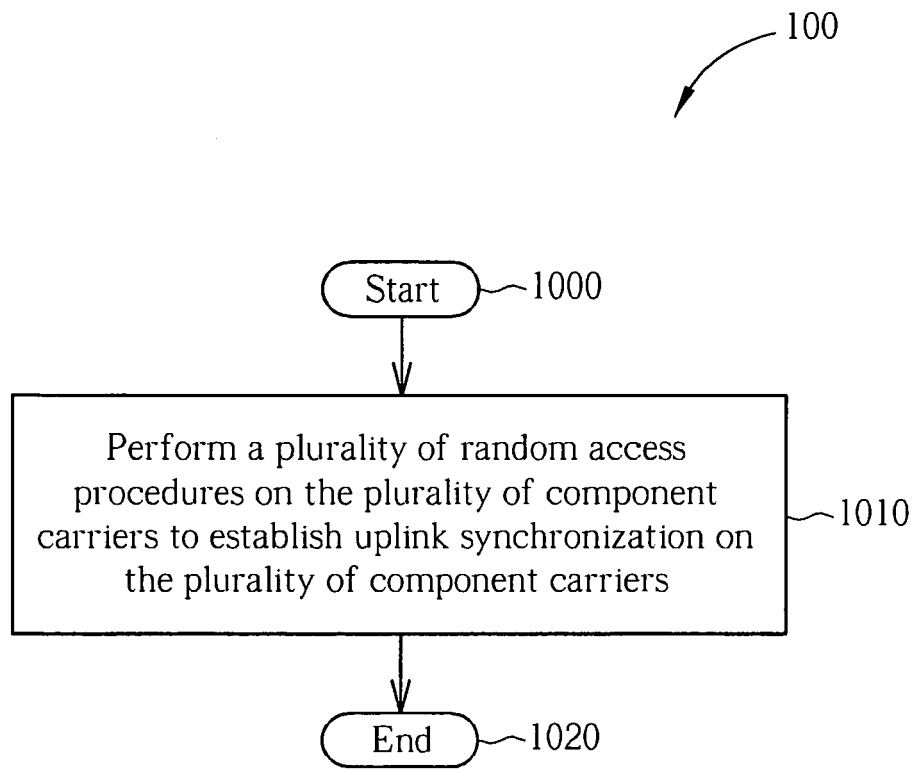 100
Start
1000
Perform a plurality of random access
procedures on the plurality of component
carriers to establish uplink synchronization on
the plurality of component carriers
1010
End
1020